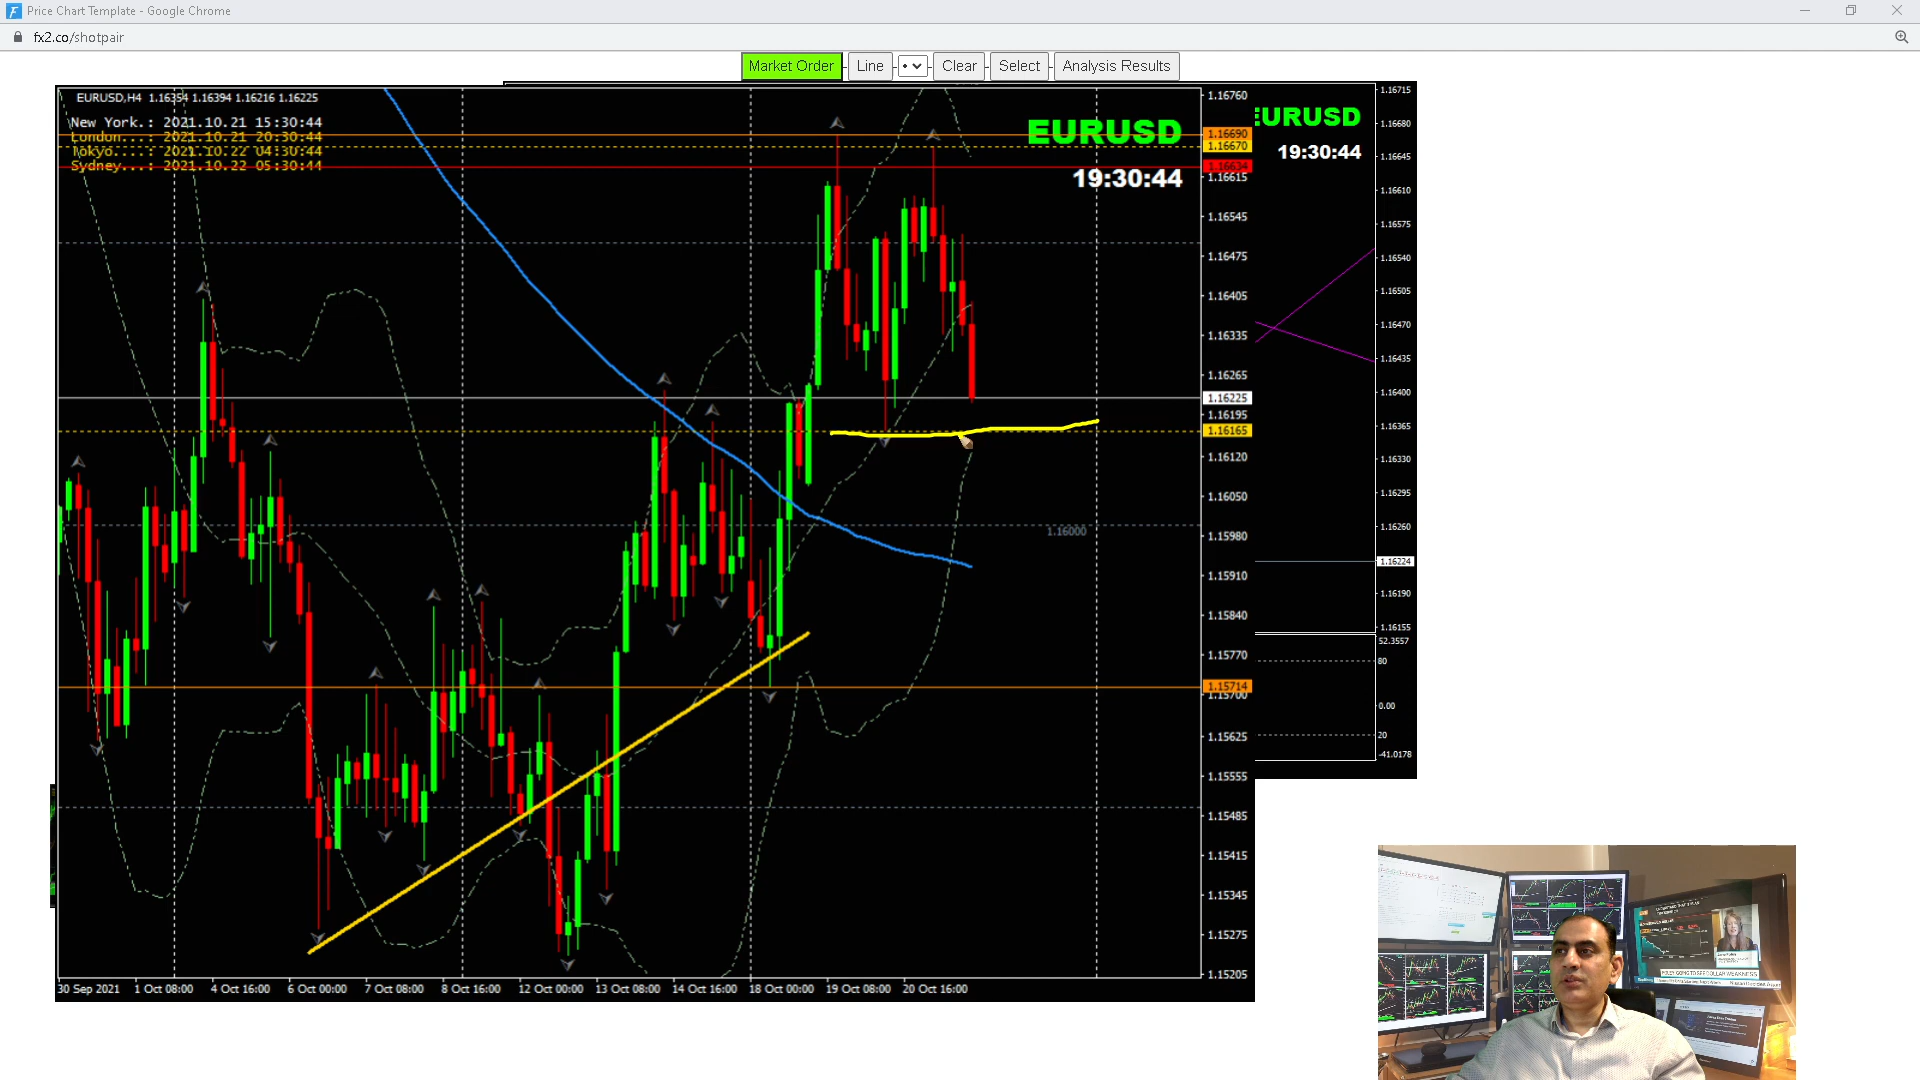 Price Chart Template - Google Chrome
fx2.co/shotpair
Market Order
Line
Clear
Select
Analysis Results
EURUSD,H4 1.16354 1.16394 1.16216 1.16225
New York.: 2021.10.21 15:30:44
London...: 2021.10.21 20:30:44
Tokyo....: 2021.10.22 04:30:44
Sydney...: 2021.10.22 05:30:44
EURUSD
19:30:44
1.16760
1.16690
1.16670
1.16634
1.16615
1.16545
1.16475
1.16405
1.16335
1.16265
1.16225
1.16195
1.16165
1.16120
1.16050
1.16000
1.15980
1.15910
1.15840
1.15770
1.15714
1.15700
1.15625
1.15555
1.15485
1.15415
1.15345
1.15275
1.15205
30 Sep 2021
1 Oct 08:00
4 Oct 16:00
6 Oct 00:00
7 Oct 08:00
8 Oct 16:00
12 Oct 00:00
13 Oct 08:00
14 Oct 16:00
18 Oct 00:00
19 Oct 08:00
20 Oct 16:00
EURUSD
19:30:44
1.16715
1.16680
1.16645
1.16610
1.16575
1.16540
1.16505
1.16470
1.16435
1.16400
1.16365
1.16330
1.16295
1.16260
1.16224
1.16190
1.16155
52.3557
80
0.00
20
-41.0178
POLEY GOING TO SEE DOLLAR WEAKNESS